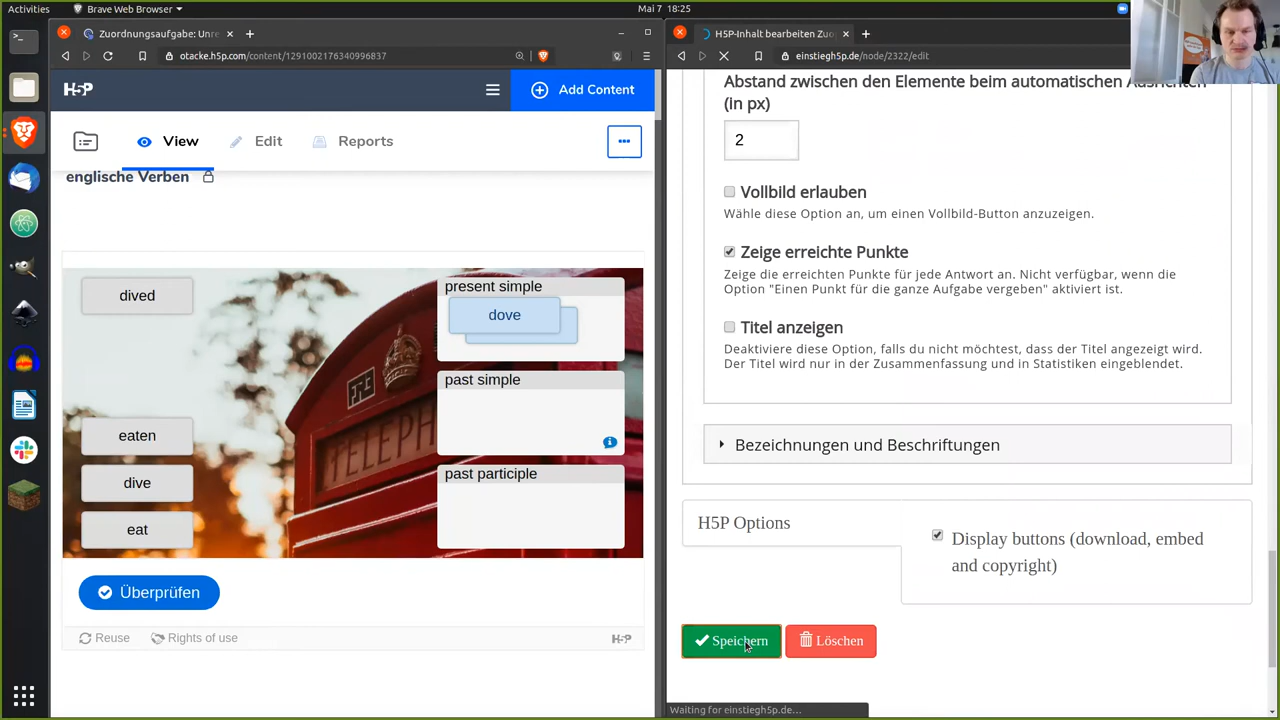 Activities
Brave Web Browser
Mai 7 18:25
Zuordnungsaufgabe: Unre
otacke.h5p.com/content/1291002176340996837
H5P
Add Content
View
Edit
Reports
englische Verben
dived
eaten
dive
eat
present simple
dove
past simple
past participle
TELEPH
Überprüfen
Reuse
Rights of use
H5P
H5P-Inhalt bearbeiten Zuo
einstiegh5p.de/node/2322/edit
Abstand zwischen den Elemente beim automatischen Ausrichten
(in px)
2
Vollbild erlauben
Wähle diese Option an, um einen Vollbild-Button anzuzeigen.
Zeige erreichte Punkte
Zeige die erreichten Punkte für jede Antwort an. Nicht verfügbar, wenn die
Option "Einen Punkt für die ganze Aufgabe vergeben" aktiviert ist.
Titel anzeigen
Deaktiviere diese Option, falls du nicht möchtest, dass der Titel angezeigt wird.
Der Titel wird nur in der Zusammenfassung und in Statistiken eingeblendet.
Bezeichnungen und Beschriftungen
H5P Options
Display buttons (download, embed
and copyright)
Speichern
Löschen
Waiting for einstiegh5p.de...